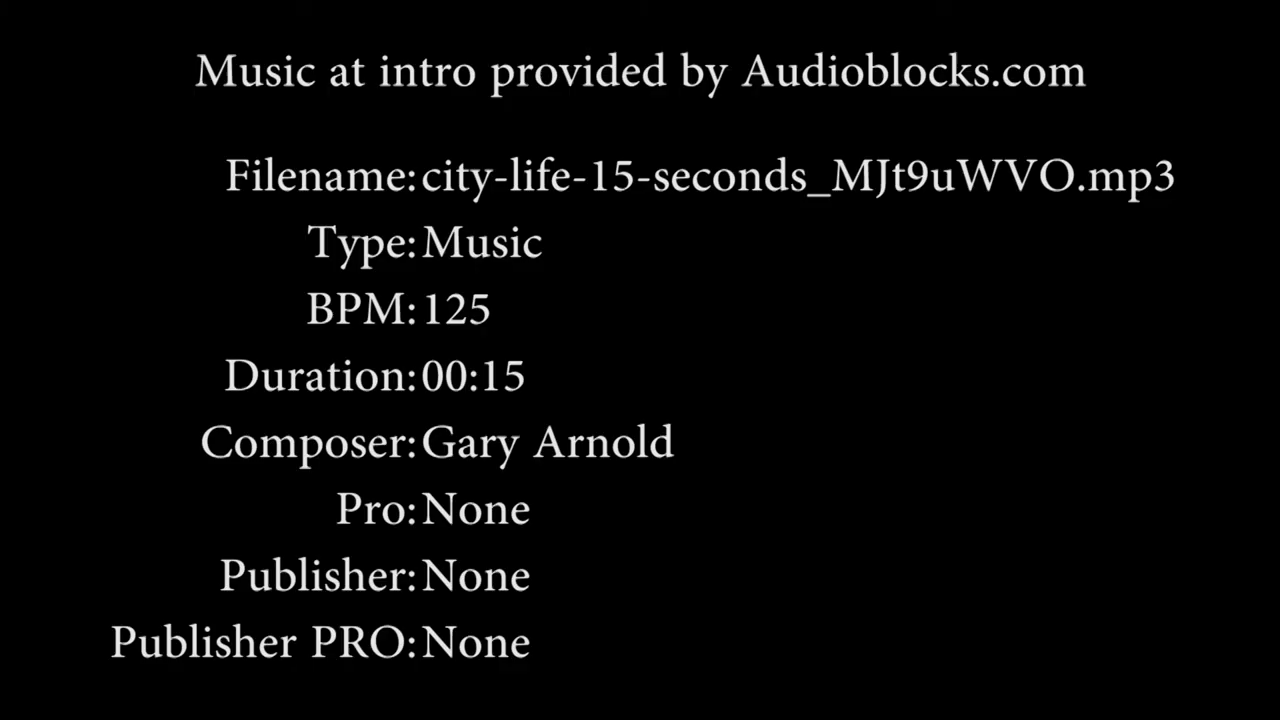 Music at intro provided by Audioblocks.com
Filename:city-life-15-seconds_MJt9uWVO.mp3
Type:Music
BPM:125
Duration:00:15
Composer:Gary Arnold
Pro:None
Publisher:None
Publisher PRO:None